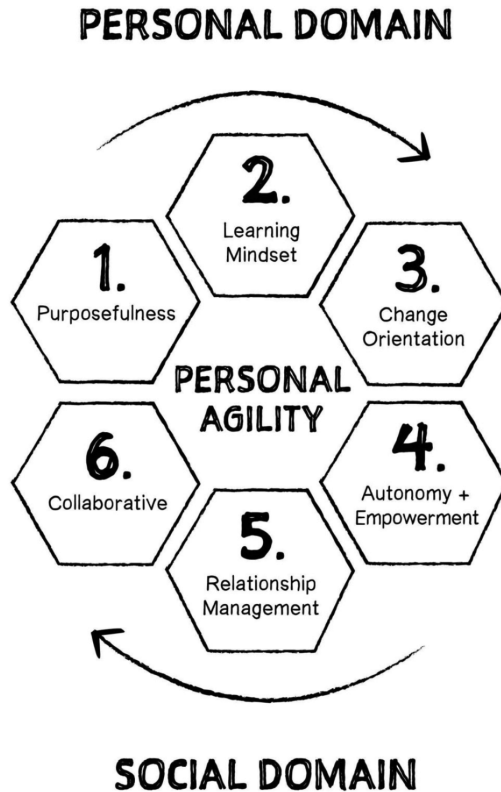 PERSONAL DOMAIN
1.
Purposefulness
2.
Learning
Mindset
3.
Change
Orientation
PERSONAL
AGILITY
4.
Autonomy +
Empowerment
5.
Relationship
Management
6.
Collaborative
SOCIAL DOMAIN